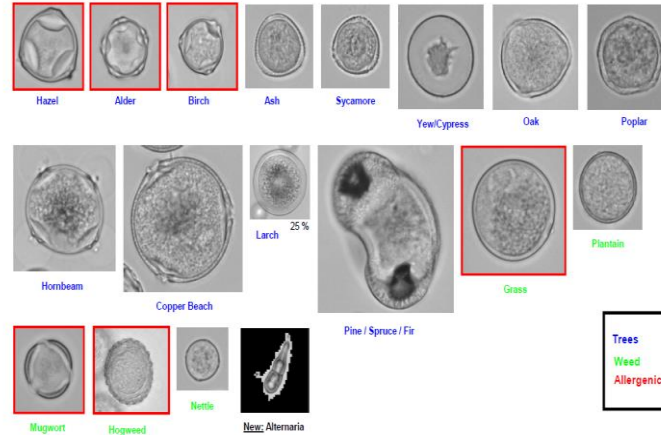 Hazel Alder Birch Ash Sycamore
Yew/Cypress Oak Poplar
Larch 25 %
Hornbeam
Copper Beach
Grass
Plantain
Pine / Spruce / Fir
Trees
Weed
Allergenic
Nettle
Mugwort Hogweed New: Alternaria